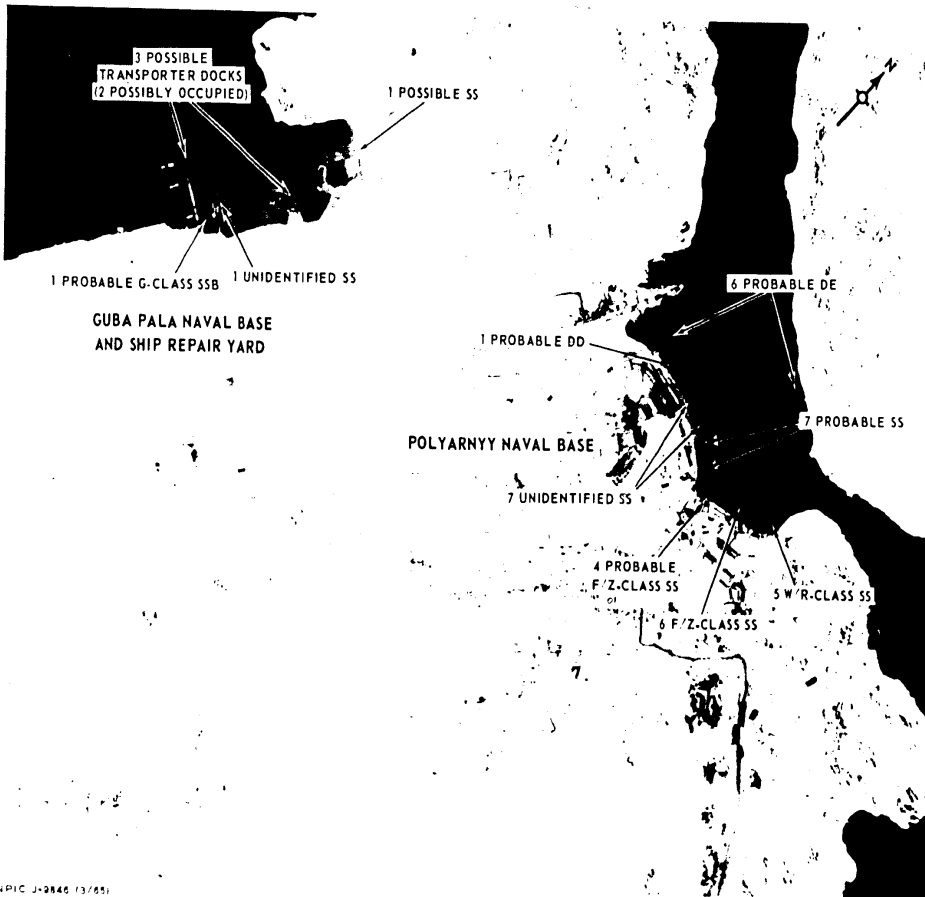 3 POSSIBLE
TRANSPORTER DOCKS
(2 POSSIBLY OCCUPIED)
1 POSSIBLE SS
N
1 PROBABLE G-CLASS SSB
1 UNIDENTIFIED SS
GUBA PALA NAVAL BASE
AND SHIP REPAIR YARD
6 PROBABLE DE
1 PROBABLE DD
7 PROBABLE SS
POLYARNYY NAVAL BASE
7 UNIDENTIFIED SS
4 PROBABLE
F/Z-CLASS SS
5 W/R-CLASS SS
6 F/Z-CLASS SS
NPIC J-9846 (3/65)